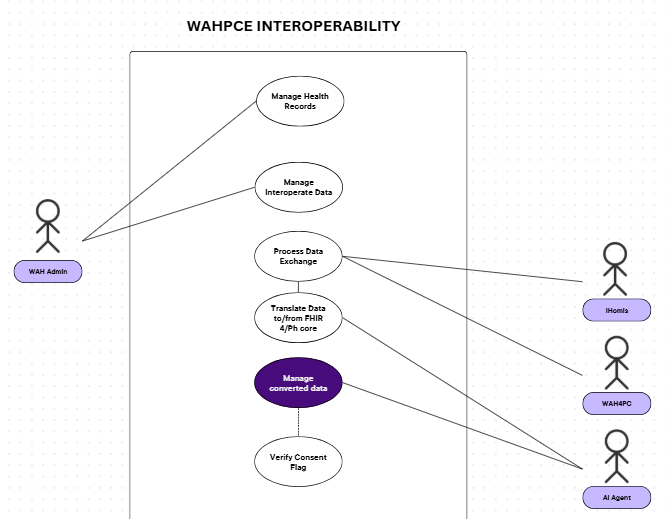 WAHPCE INTEROPERABILITY
Manage Health
Records
Manage
Interoperate Data
Process Data
Exchange
Translate Data
to/from FHIR
4/Ph core
Manage
converted data
Verify Consent
Flag
WAH Admin
iHomis
WAH4PC
AI Agent